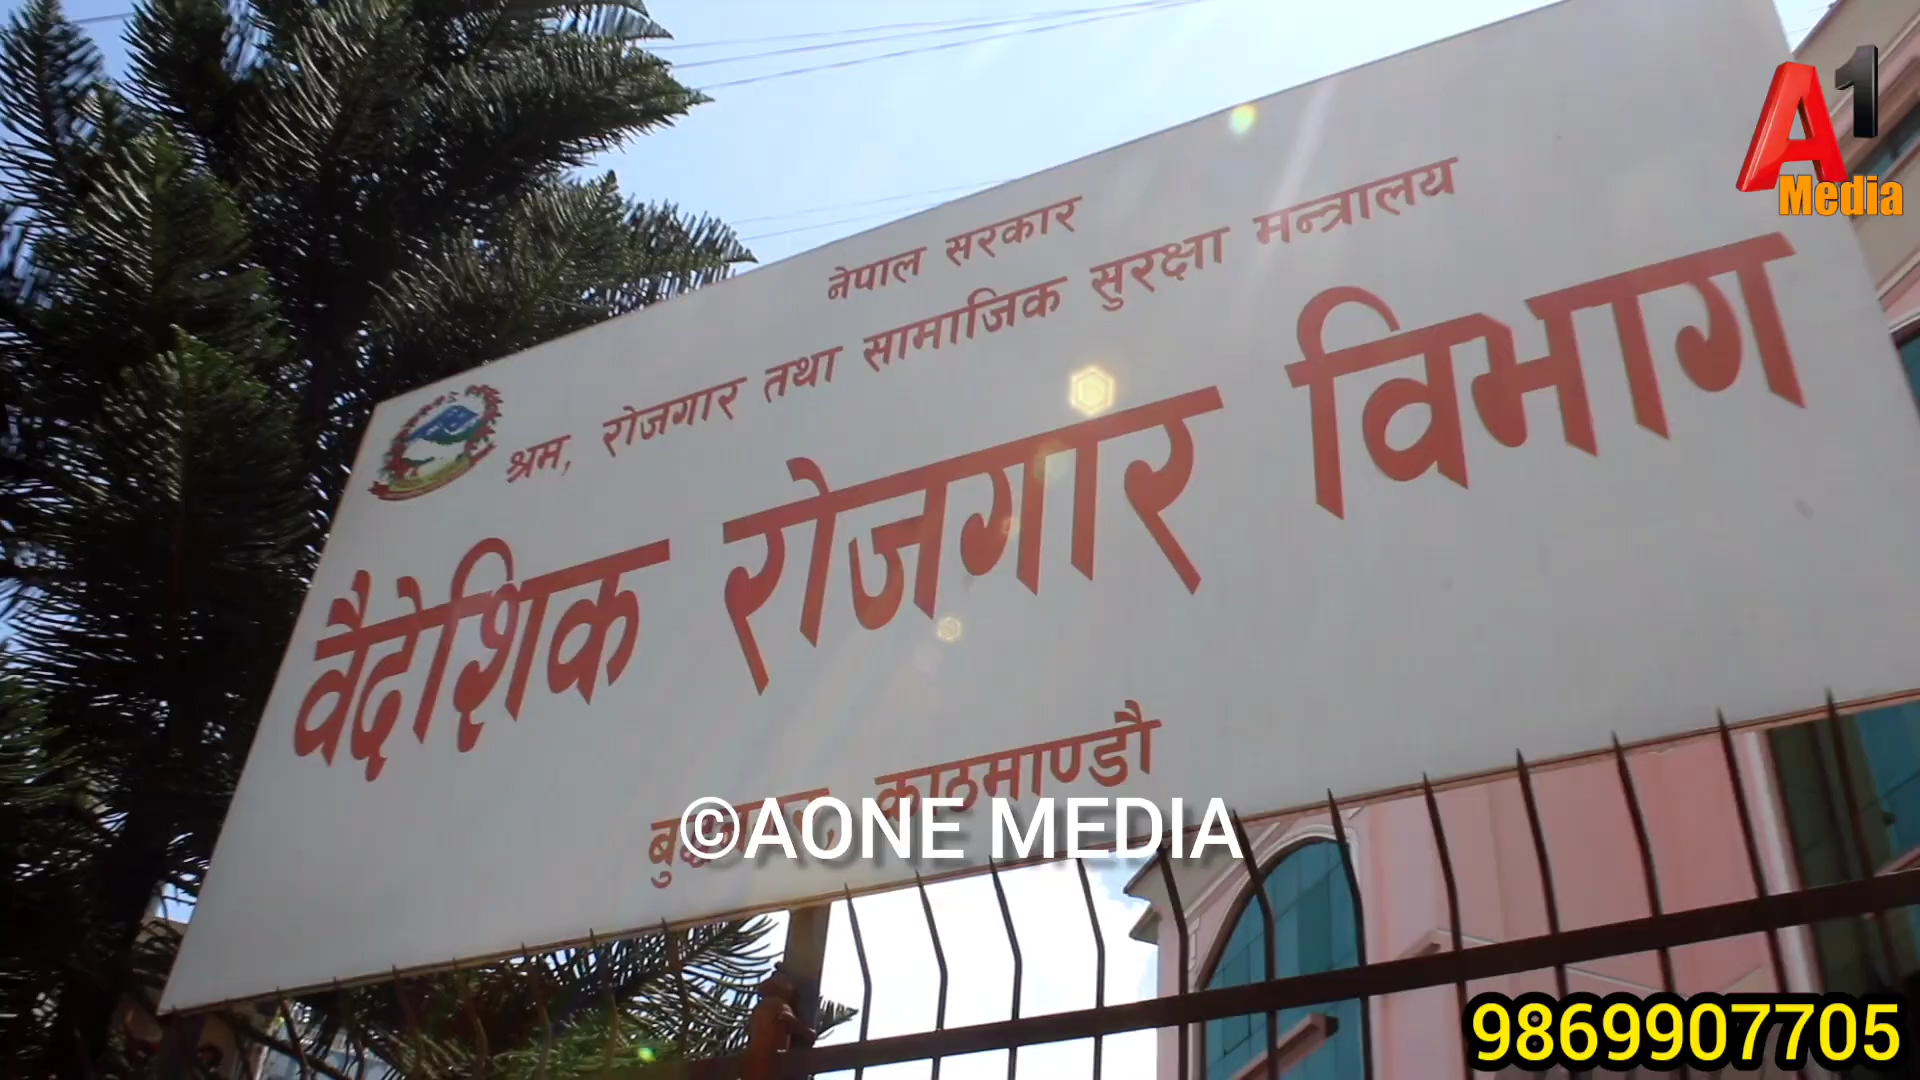 A1
Media
नेपाल सरकार
श्रम, रोजगार तथा सामाजिक सुरक्षा मन्त्रालय
वैदेशिक रोजगार विभाग
काठमाण्डौ
©AONE MEDIA
9869907705